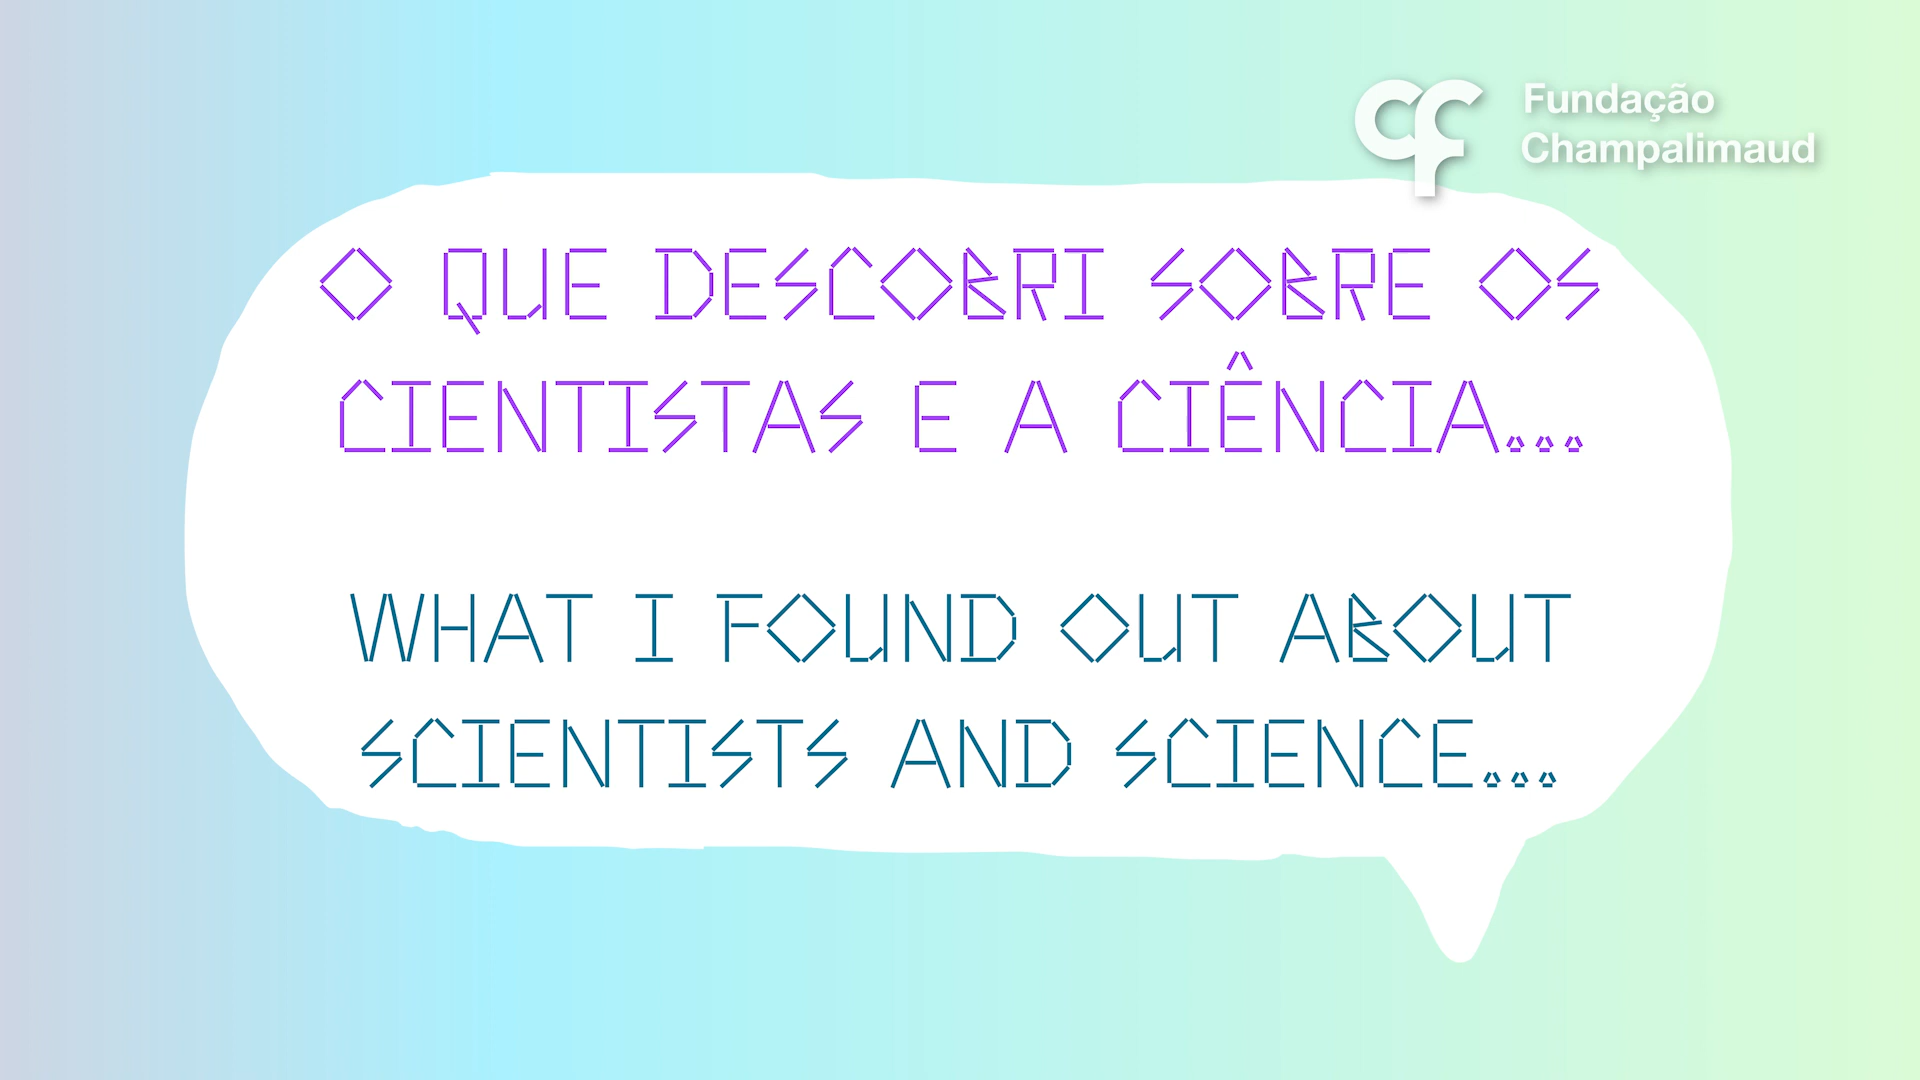 Fundação
Champalimaud
O QUE DESCOBRI SOBRE OS
CIENTISTAS E A CIÊNCIA...
WHAT I FOUND OUT ABOUT
SCIENTISTS AND SCIENCE...